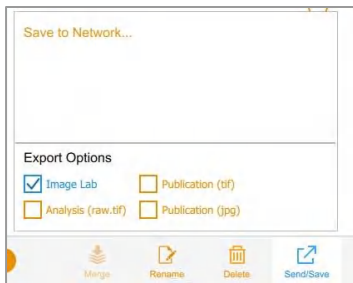 Save to Network...
Export Options
Image Lab Publication (tif)
Analysis (raw.tif) Publication (jpg)
Merge Rename Delete Send/Save